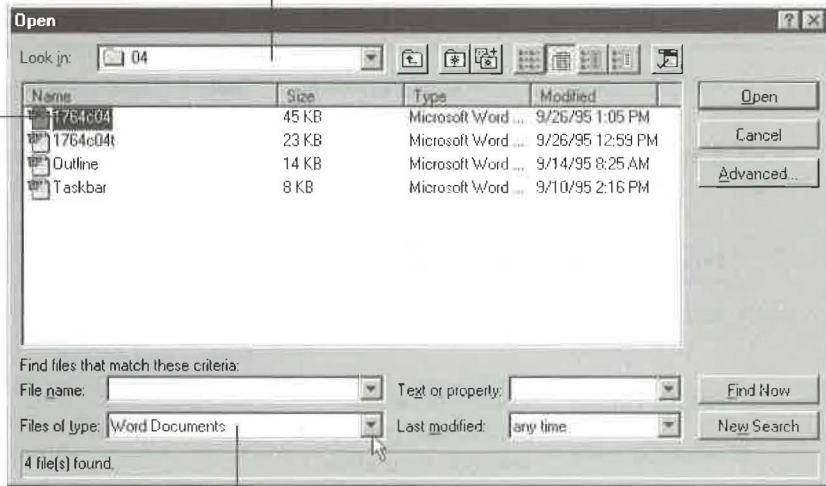 Open
Look in: 04
Name Size Type Modified
1764c04 45 KB Microsoft Word ... 9/26/95 1:05 PM
1764c04t 23 KB Microsoft Word ... 9/26/95 12:59 PM
Outline 14 KB Microsoft Word ... 9/14/95 8:25 AM
Taskbar 8 KB Microsoft Word ... 9/10/95 2:16 PM
Open
Cancel
Advanced...
Find files that match these criteria:
File name: Text or property: Find Now
Files of type: Word Documents Last modified: any time New Search
4 file(s) found.